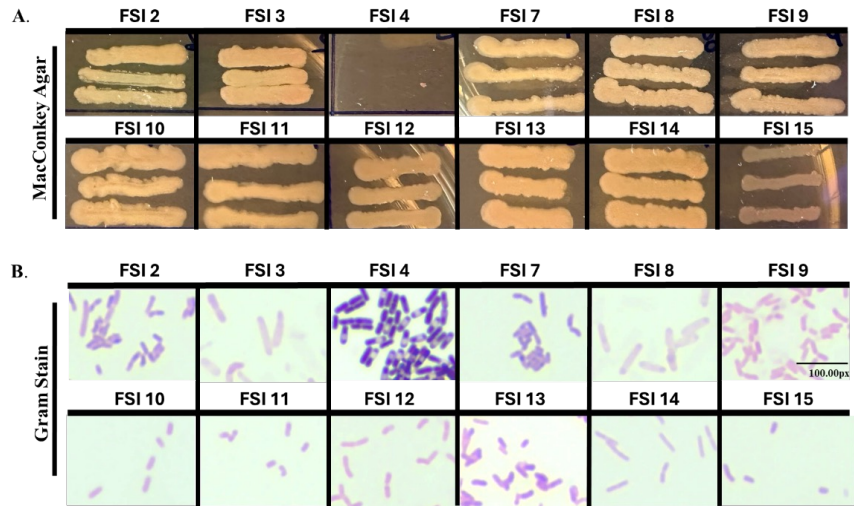 A.
FSI 2 FSI 3 FSI 4 FSI 7 FSI 8 FSI 9
MacConkey Agar
FSI 10 FSI 11 FSI 12 FSI 13 FSI 14 FSI 15
B.
FSI 2 FSI 3 FSI 4 FSI 7 FSI 8 FSI 9
Gram Stain
100.00px
FSI 10 FSI 11 FSI 12 FSI 13 FSI 14 FSI 15